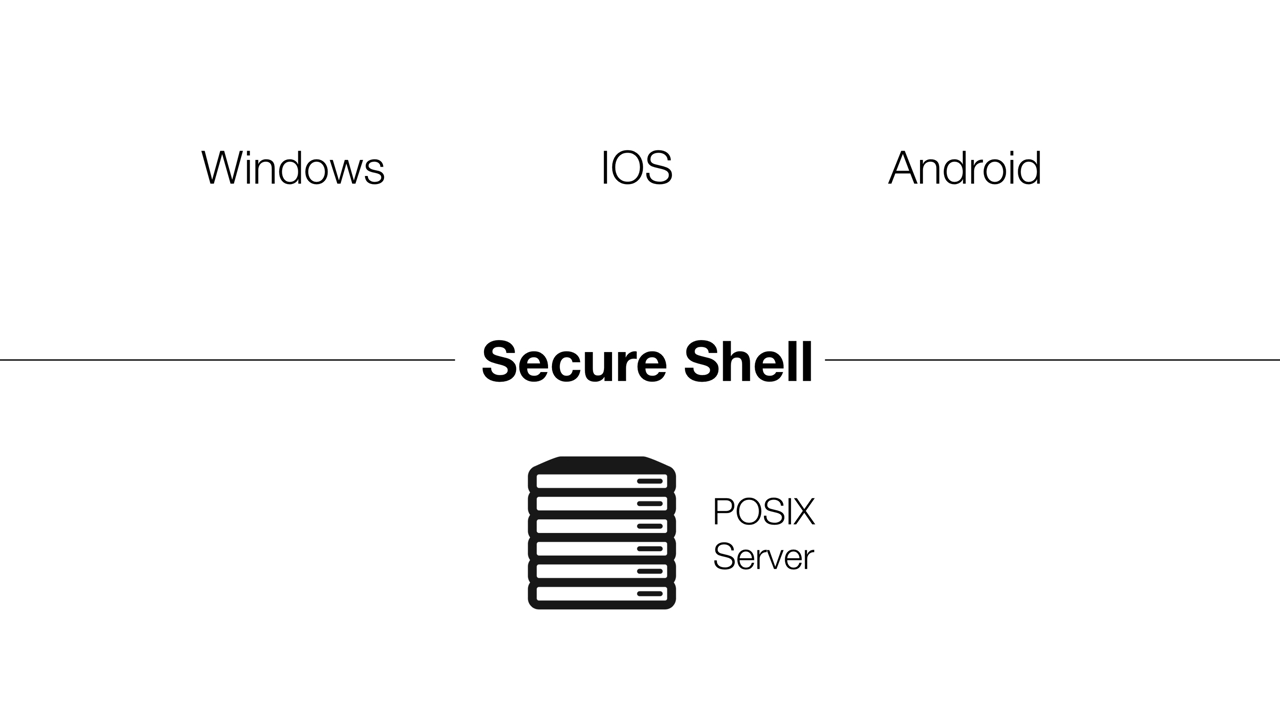 Windows
IOS
Android
Secure Shell
POSIX
Server